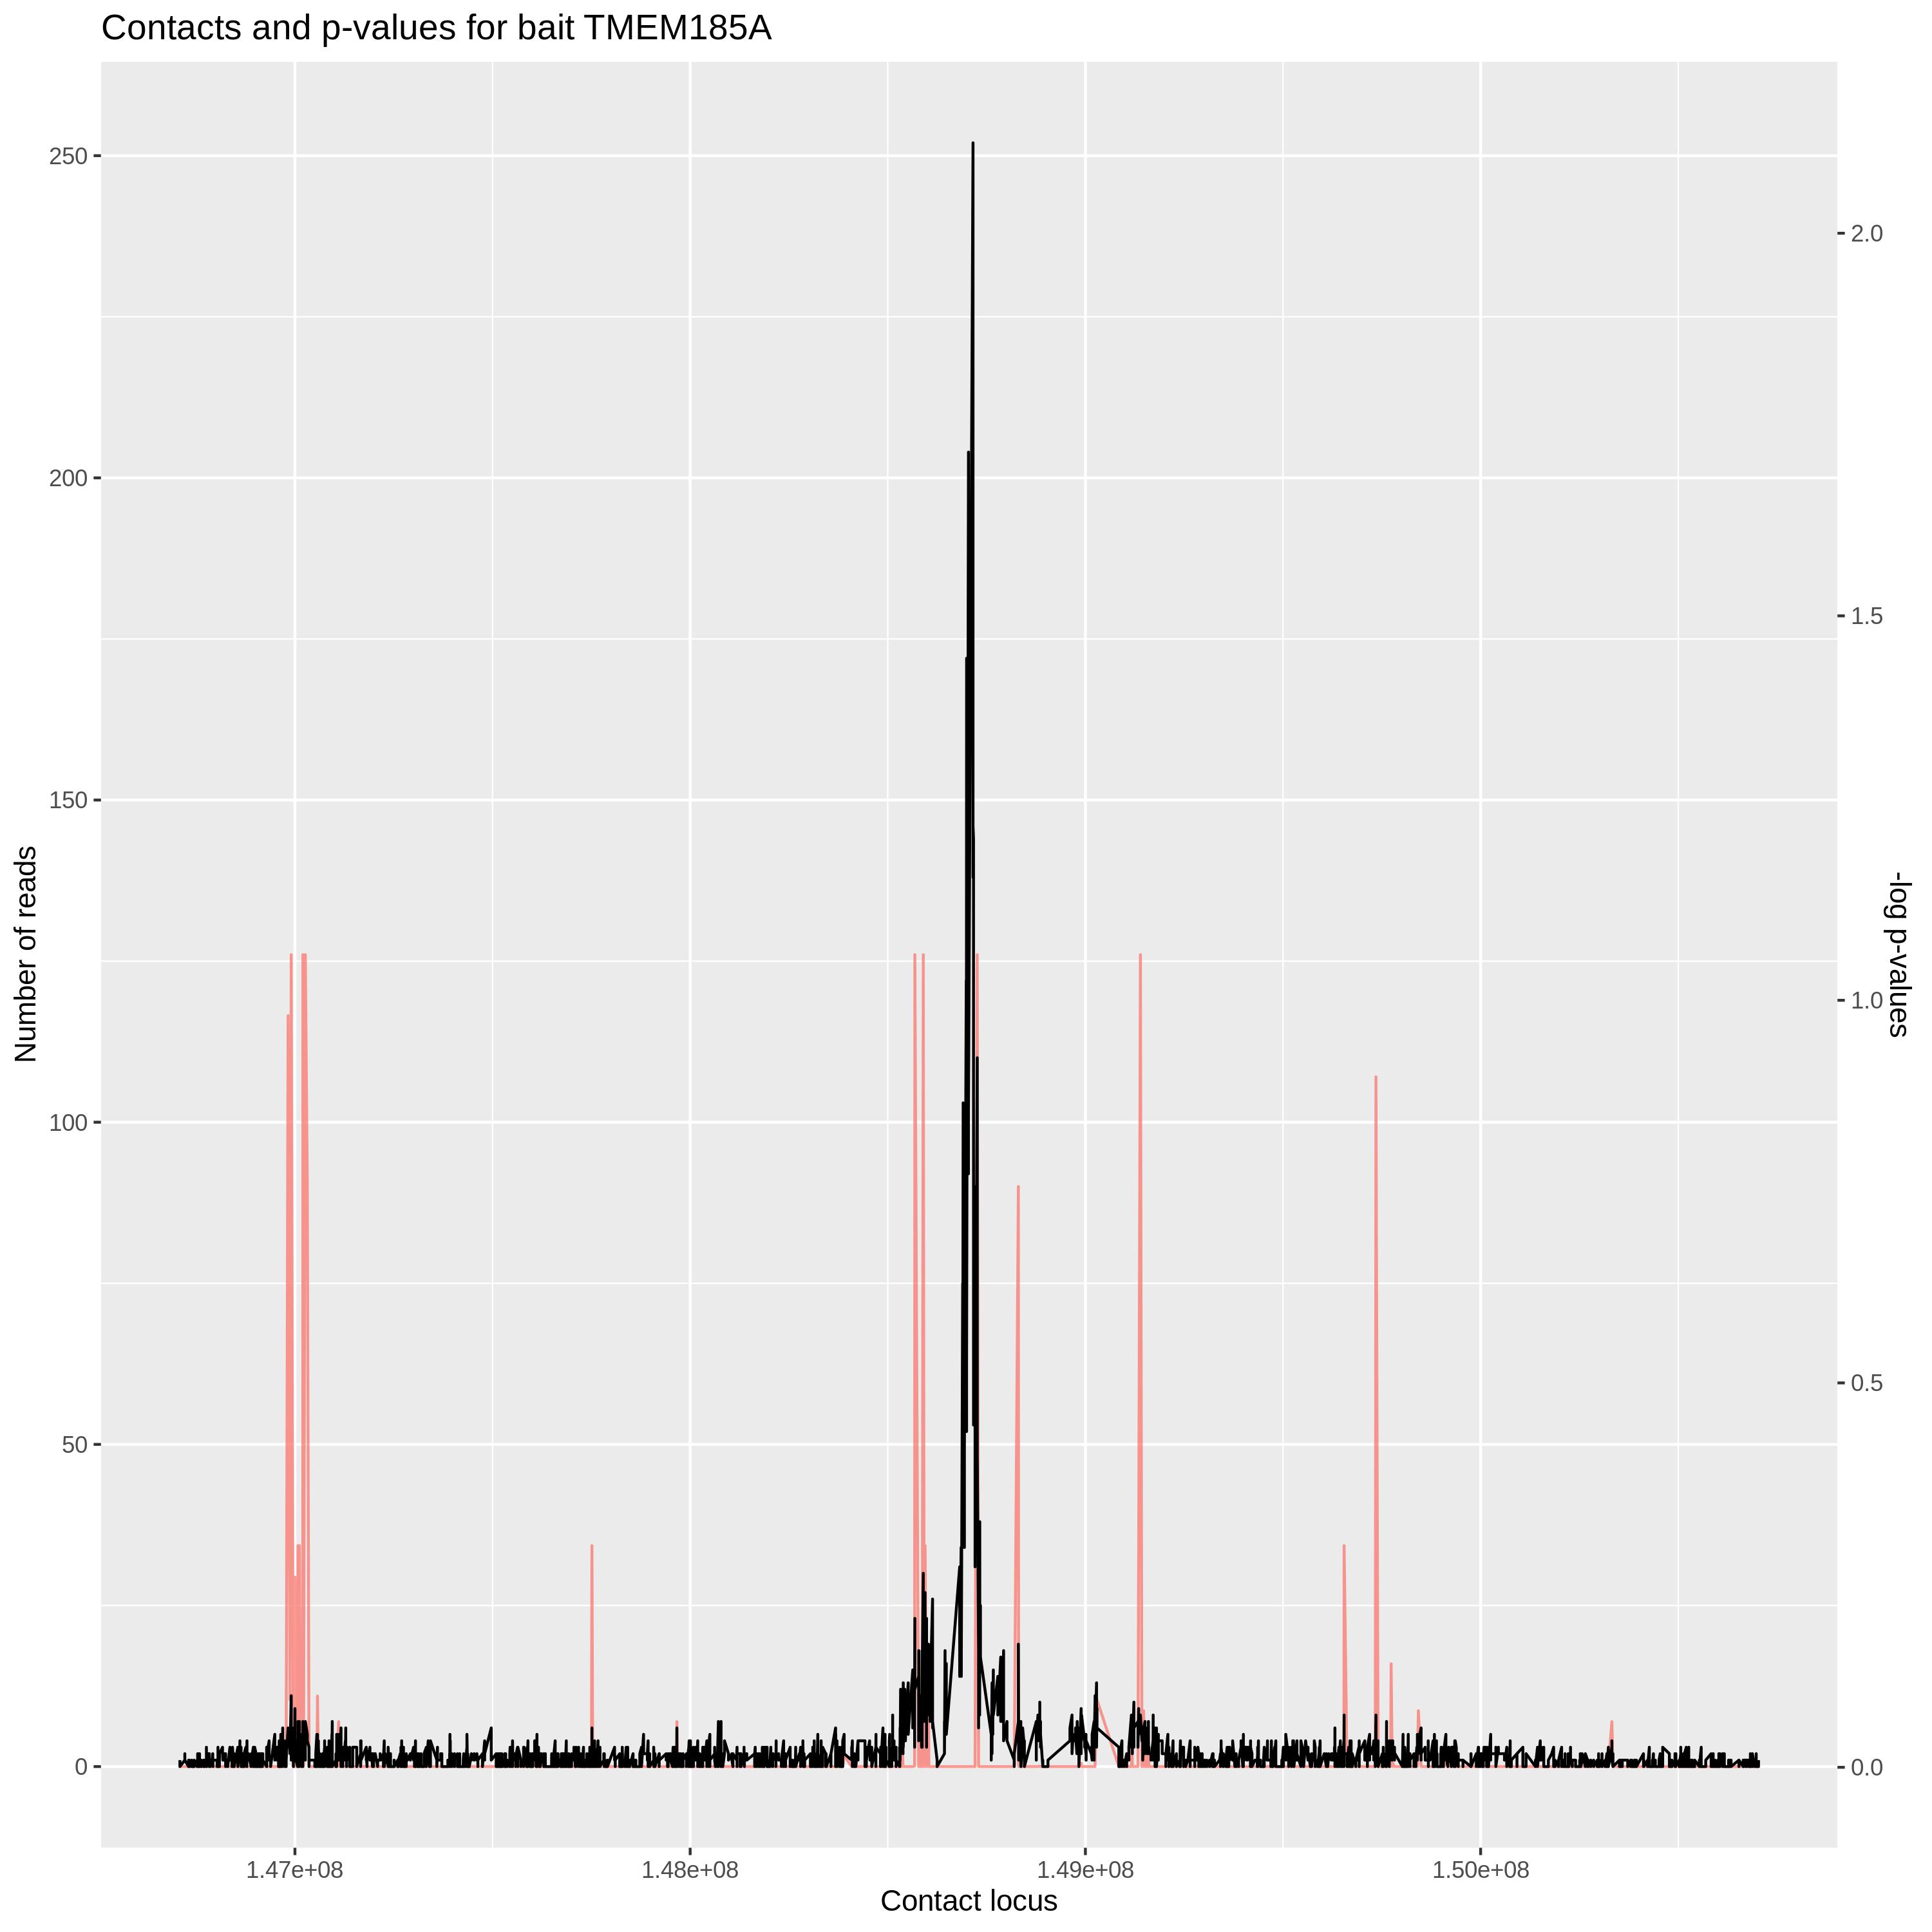 Contacts and p-values for bait TMEM185A
Number of reads
250
200
150
100
50
0
2.0
1.5
1.0
0.5
0.0
-log p-values
1.47e+08 1.48e+08 1.49e+08 1.50e+08
Contact locus